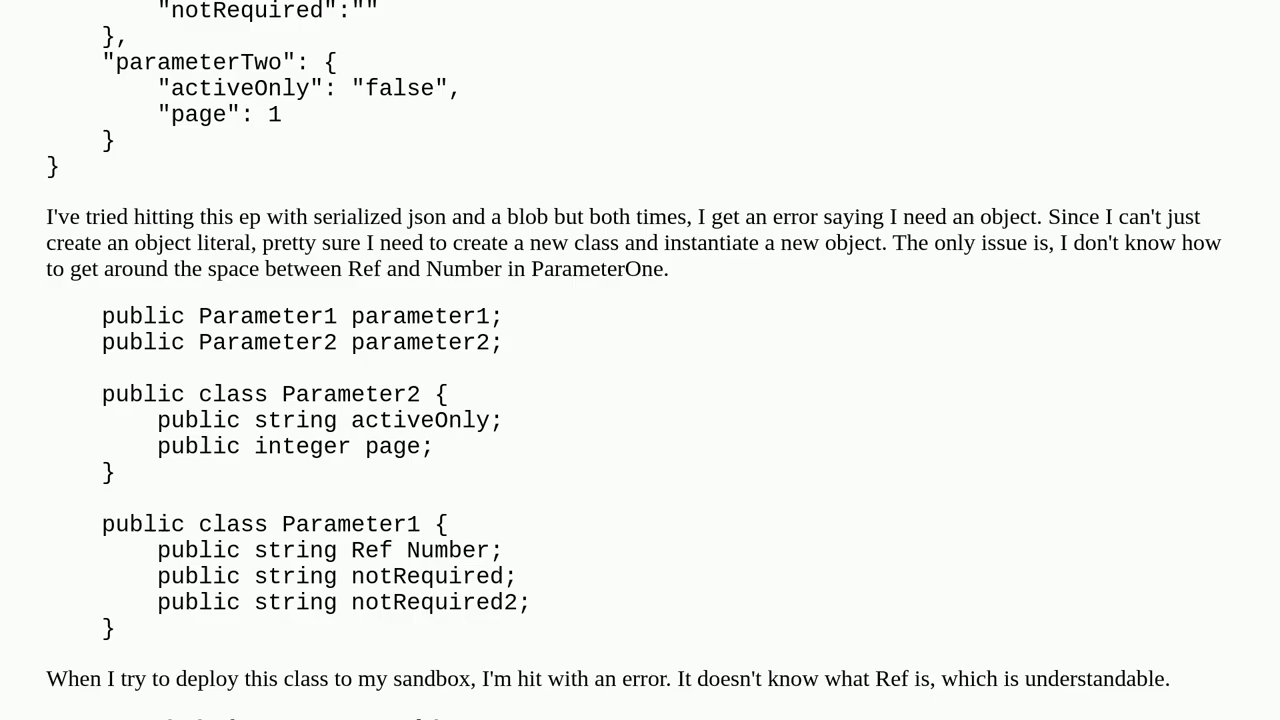 "notRequired":""
},
"parameterTwo": {
"activeOnly": "false",
"page": 1
}
}
I've tried hitting this ep with serialized json and a blob but both times, I get an error saying I need an object. Since I can't just
create an object literal, pretty sure I need to create a new class and instantiate a new object. The only issue is, I don't know how
to get around the space between Ref and Number in ParameterOne.
public Parameter1 parameter1;
public Parameter2 parameter2;
public class Parameter2 {
public string activeOnly;
public integer page;
}
public class Parameter1 {
public string Ref Number;
public string notRequired;
public string notRequired2;
}
When I try to deploy this class to my sandbox, I'm hit with an error. It doesn't know what Ref is, which is understandable.